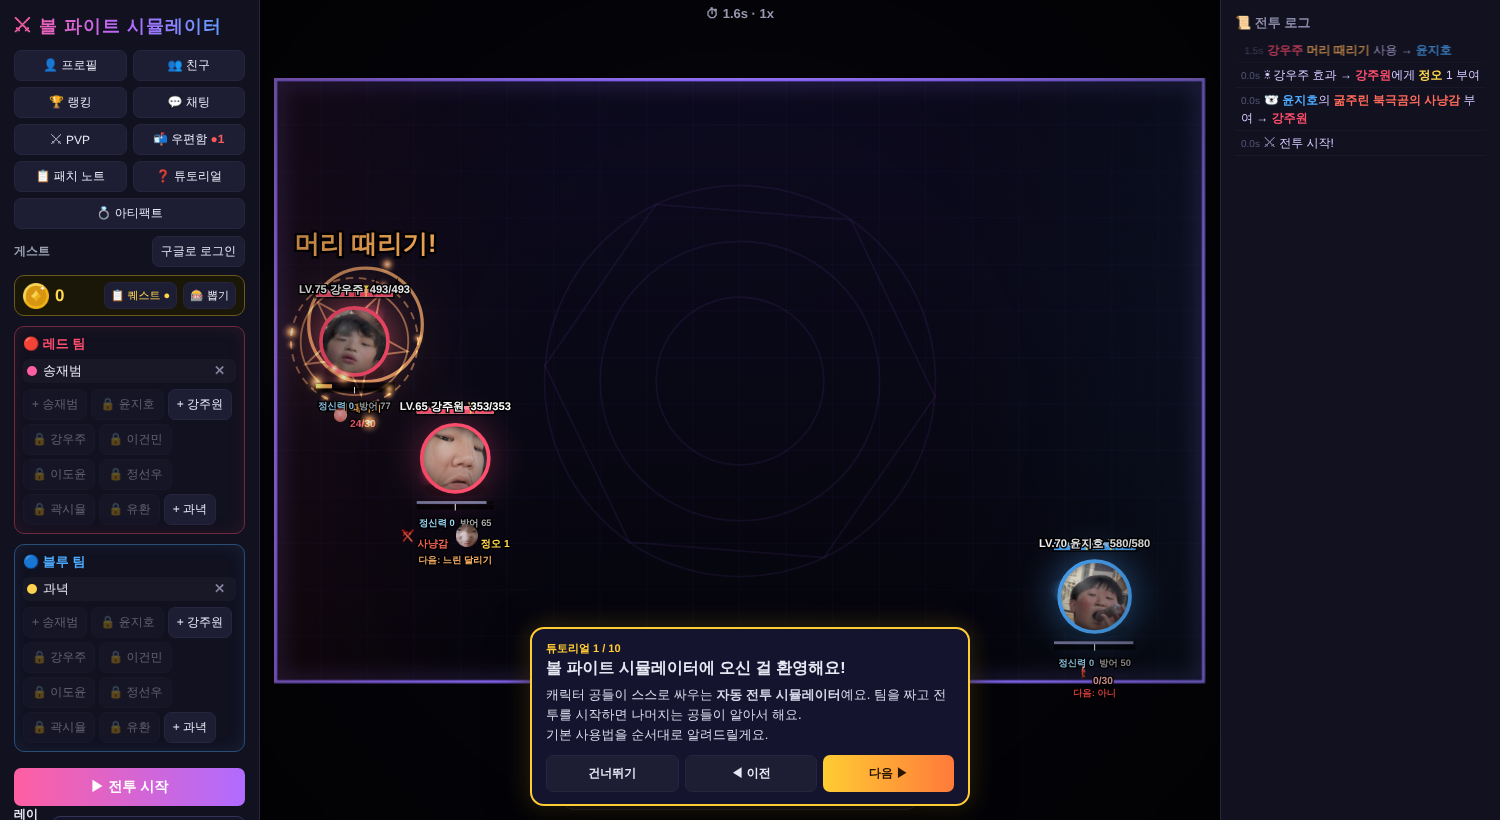 ⚔ 볼 파이트 시뮬레이터
👤 프로필
👥 친구
🏆 랭킹
💬 채팅
⚔ PVP
📬 우편함 ●1
📋 패치 노트
❓ 튜토리얼
💍 아티팩트
게스트
구글로 로그인
0
📋 퀘스트 ●
🎰 뽑기
🔴 레드 팀
송재범 ✕
+ 송재범
🔒 윤지호
+ 강주원
🔒 강우주
🔒 이건민
🔒 이도윤
🔒 정선우
🔒 곽시율
🔒 유환
+ 과녁
🔵 블루 팀
과녁 ✕
+ 송재범
🔒 윤지호
+ 강주원
🔒 강우주
🔒 이건민
🔒 이도윤
🔒 정선우
🔒 곽시율
🔒 유환
+ 과녁
▶ 전투 시작
레이
⏱ 1.6s · 1x
머리 때리기!
LV.75 강우주 493/493
정신력 0 방어 77
24/30
LV.65 강주원 353/353
정신력 0 방어 65
사냥감
정오 1
다음: 느린 달리기
LV.70 윤지호 580/580
정신력 0 방어 50
0/30
다음: 아니
튜토리얼 1 / 10
볼 파이트 시뮬레이터에 오신 걸 환영해요!
캐릭터 공들이 스스로 싸우는 자동 전투 시뮬레이터예요. 팀을 짜고 전
투를 시작하면 나머지는 공들이 알아서 해요.
기본 사용법을 순서대로 알려드릴게요.
건너뛰기
◀ 이전
다음 ▶
📜 전투 로그
1.5s 강우주 머리 때리기 사용 → 윤지호
0.0s ☀ 강우주 효과 → 강주원에게 정오 1 부여
0.0s 🐻‍❄️ 윤지호의 굶주린 북극곰의 사냥감 부
여 → 강주원
0.0s ⚔ 전투 시작!